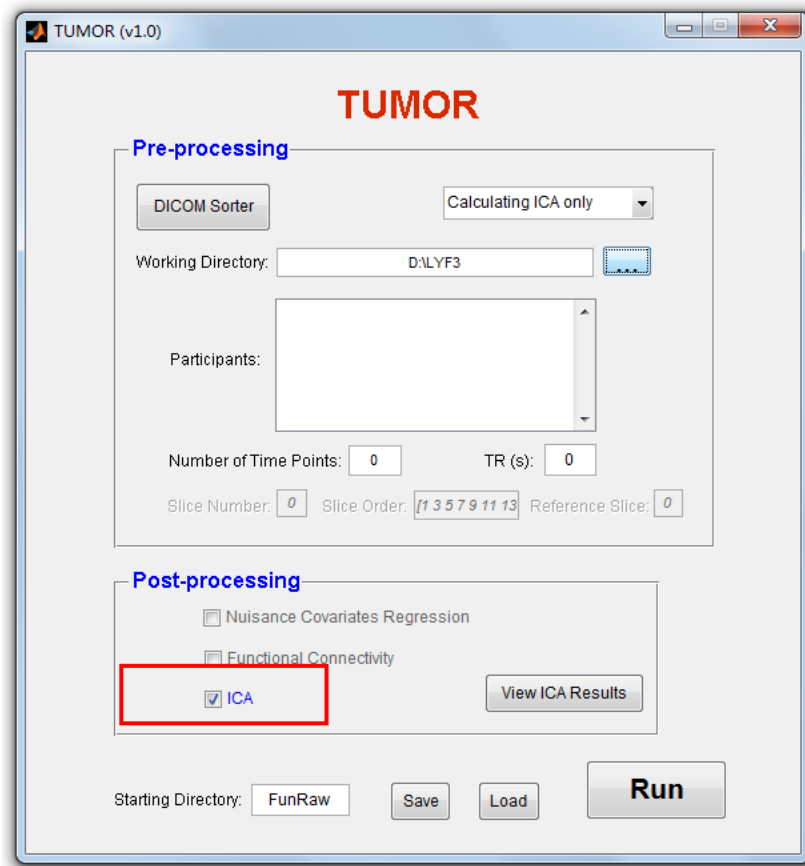 TUMOR (v1.0)
TUMOR
Pre-processing
DICOM Sorter
Calculating ICA only
Working Directory: D:\LYF3 ...
Participants:
Number of Time Points: 0 TR (s): 0
Slice Number: 0 Slice Order: [1 3 5 7 9 11 13 Reference Slice: 0
Post-processing
Nuisance Covariates Regression
Functional Connectivity
ICA
View ICA Results
Starting Directory: FunRaw Save Load Run